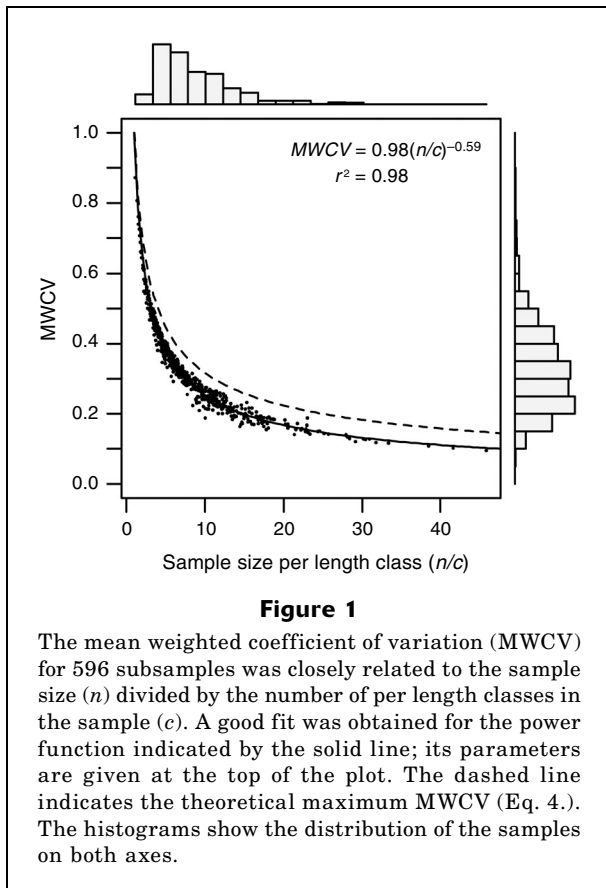 MWCV = 0.98(n/c)–0.59
r2 = 0.98
1.0
0.8
0.6
0.4
0.2
0.0
MWCV
0 10 20 30 40
Sample size per length class (n/c)
Figure 1
The mean weighted coefficient of variation (MWCV)
for 596 subsamples was closely related to the sample
size (n) divided by the number of per length classes in
the sample (c). A good fit was obtained for the power
function indicated by the solid line; its parameters
are given at the top of the plot. The dashed line
indicates the theoretical maximum MWCV (Eq. 4.).
The histograms show the distribution of the samples
on both axes.